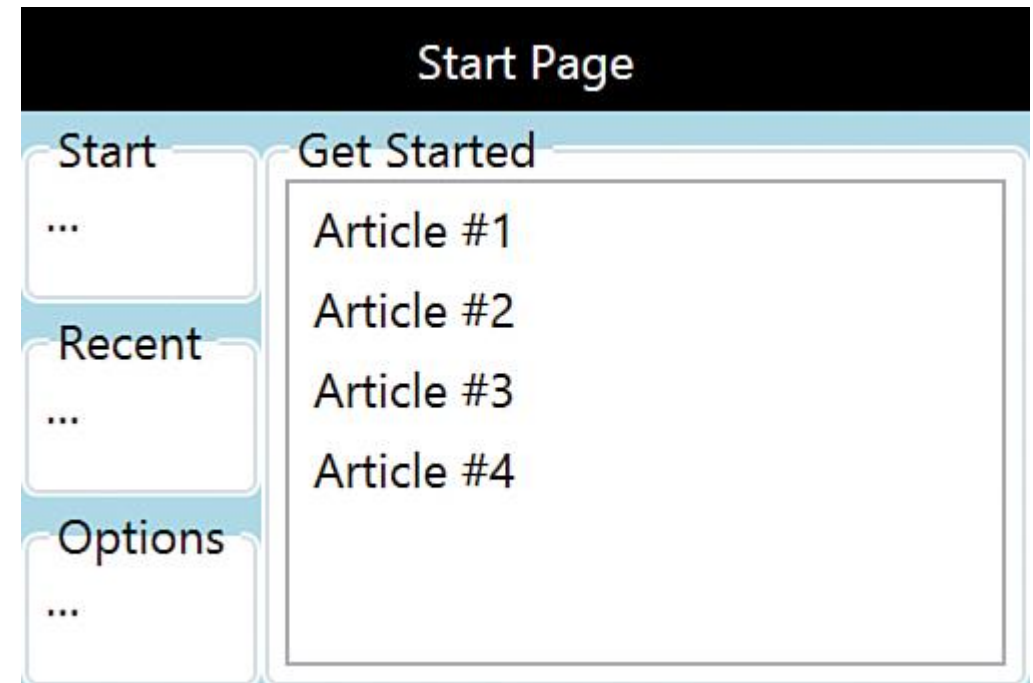 Start Page
Start
...
Recent
...
Options
...
Get Started
Article #1
Article #2
Article #3
Article #4